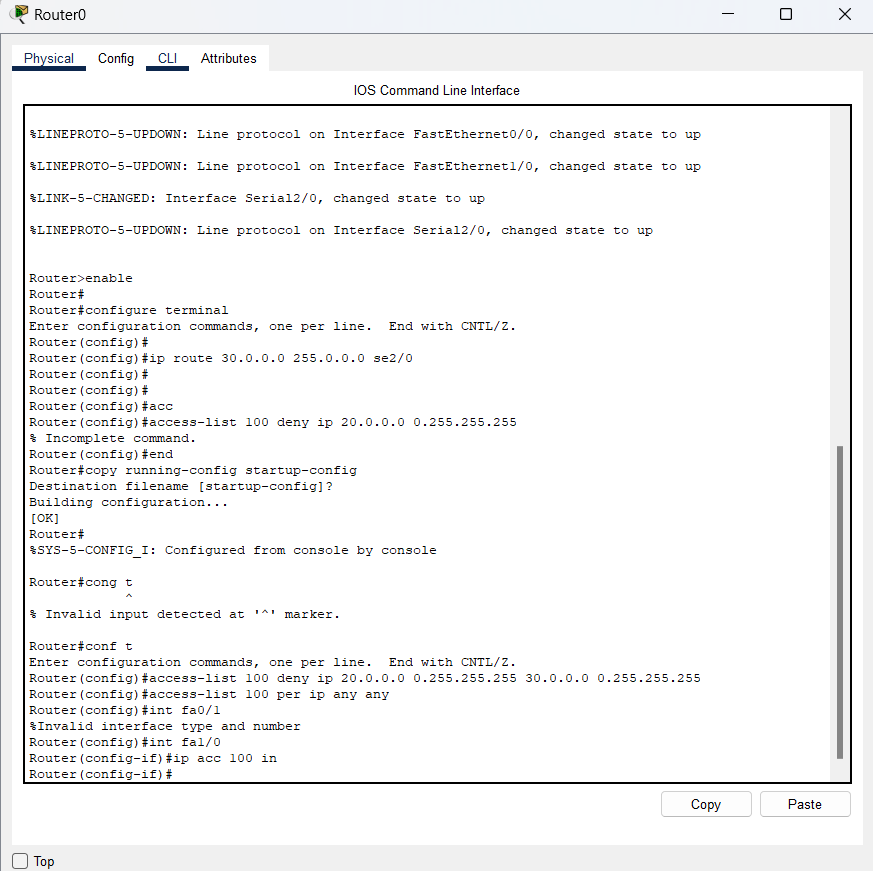 Router0
Physical Config CLI Attributes
IOS Command Line Interface
%LINEPROTO-5-UPDOWN: Line protocol on Interface FastEthernet0/0, changed state to up
%LINEPROTO-5-UPDOWN: Line protocol on Interface FastEthernet1/0, changed state to up
%LINK-5-CHANGED: Interface Serial2/0, changed state to up
%LINEPROTO-5-UPDOWN: Line protocol on Interface Serial2/0, changed state to up
Router>enable
Router#
Router#configure terminal
Enter configuration commands, one per line.  End with CNTL/Z.
Router(config)#
Router(config)#ip route 30.0.0.0 255.0.0.0 se2/0
Router(config)#
Router(config)#
Router(config)#acc
Router(config)#access-list 100 deny ip 20.0.0.0 0.255.255.255
% Incomplete command.
Router(config)#end
Router#copy running-config startup-config
Destination filename [startup-config]?
Building configuration...
[OK]
Router#
%SYS-5-CONFIG_I: Configured from console by console
Router#cong t
^
% Invalid input detected at '^' marker.
Router#conf t
Enter configuration commands, one per line.  End with CNTL/Z.
Router(config)#access-list 100 deny ip 20.0.0.0 0.255.255.255 30.0.0.0 0.255.255.255
Router(config)#access-list 100 per ip any any
Router(config)#int fa0/1
%Invalid interface type and number
Router(config)#int fa1/0
Router(config-if)#ip acc 100 in
Router(config-if)#
Copy Paste
Top